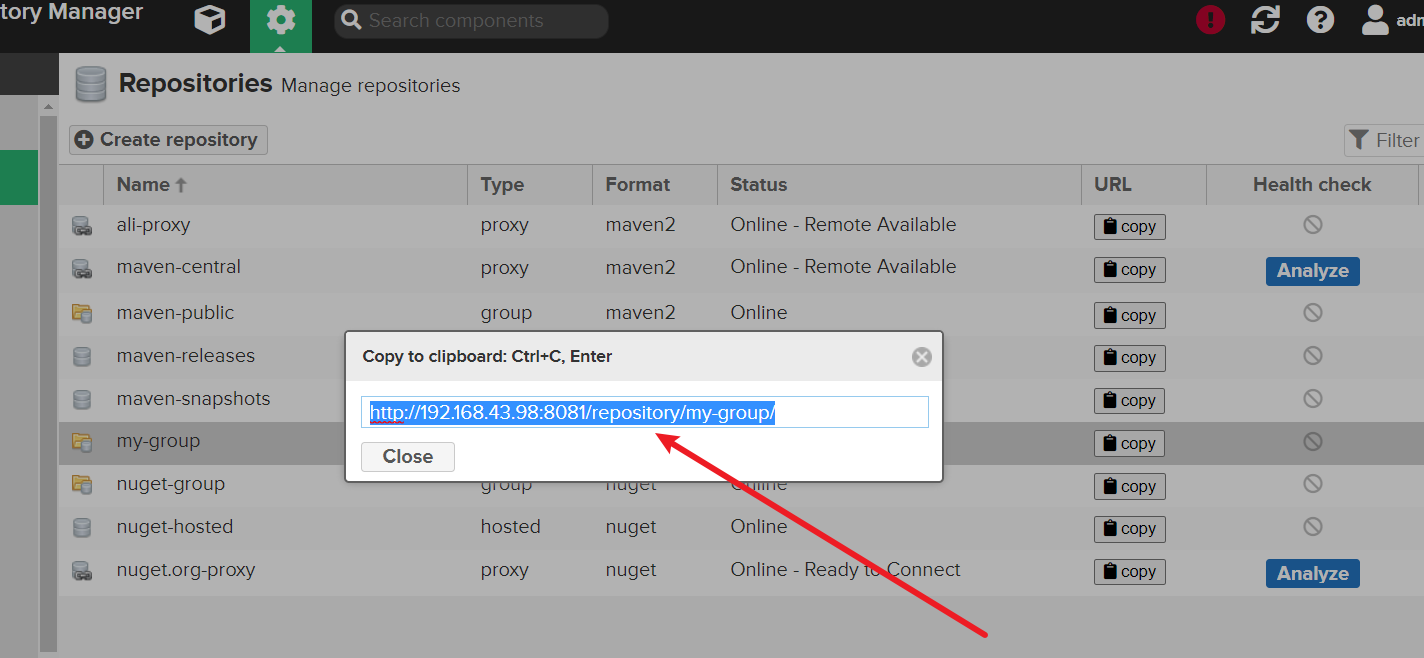 tory Manager
Search components
adm
Repositories Manage repositories
Create repository
Filter
Name Type Format Status URL Health check
ali-proxy proxy maven2 Online - Remote Available copy
maven-central proxy maven2 Online - Remote Available copy Analyze
maven-public group maven2 Online copy
maven-releases copy
maven-snapshots copy
my-group copy
Copy to clipboard: Ctrl+C, Enter
http://192.168.43.98:8081/repository/my-group/
Close
nuget-group group nuget Online copy
nuget-hosted hosted nuget Online copy
nuget.org-proxy proxy nuget Online - Ready to Connect copy Analyze